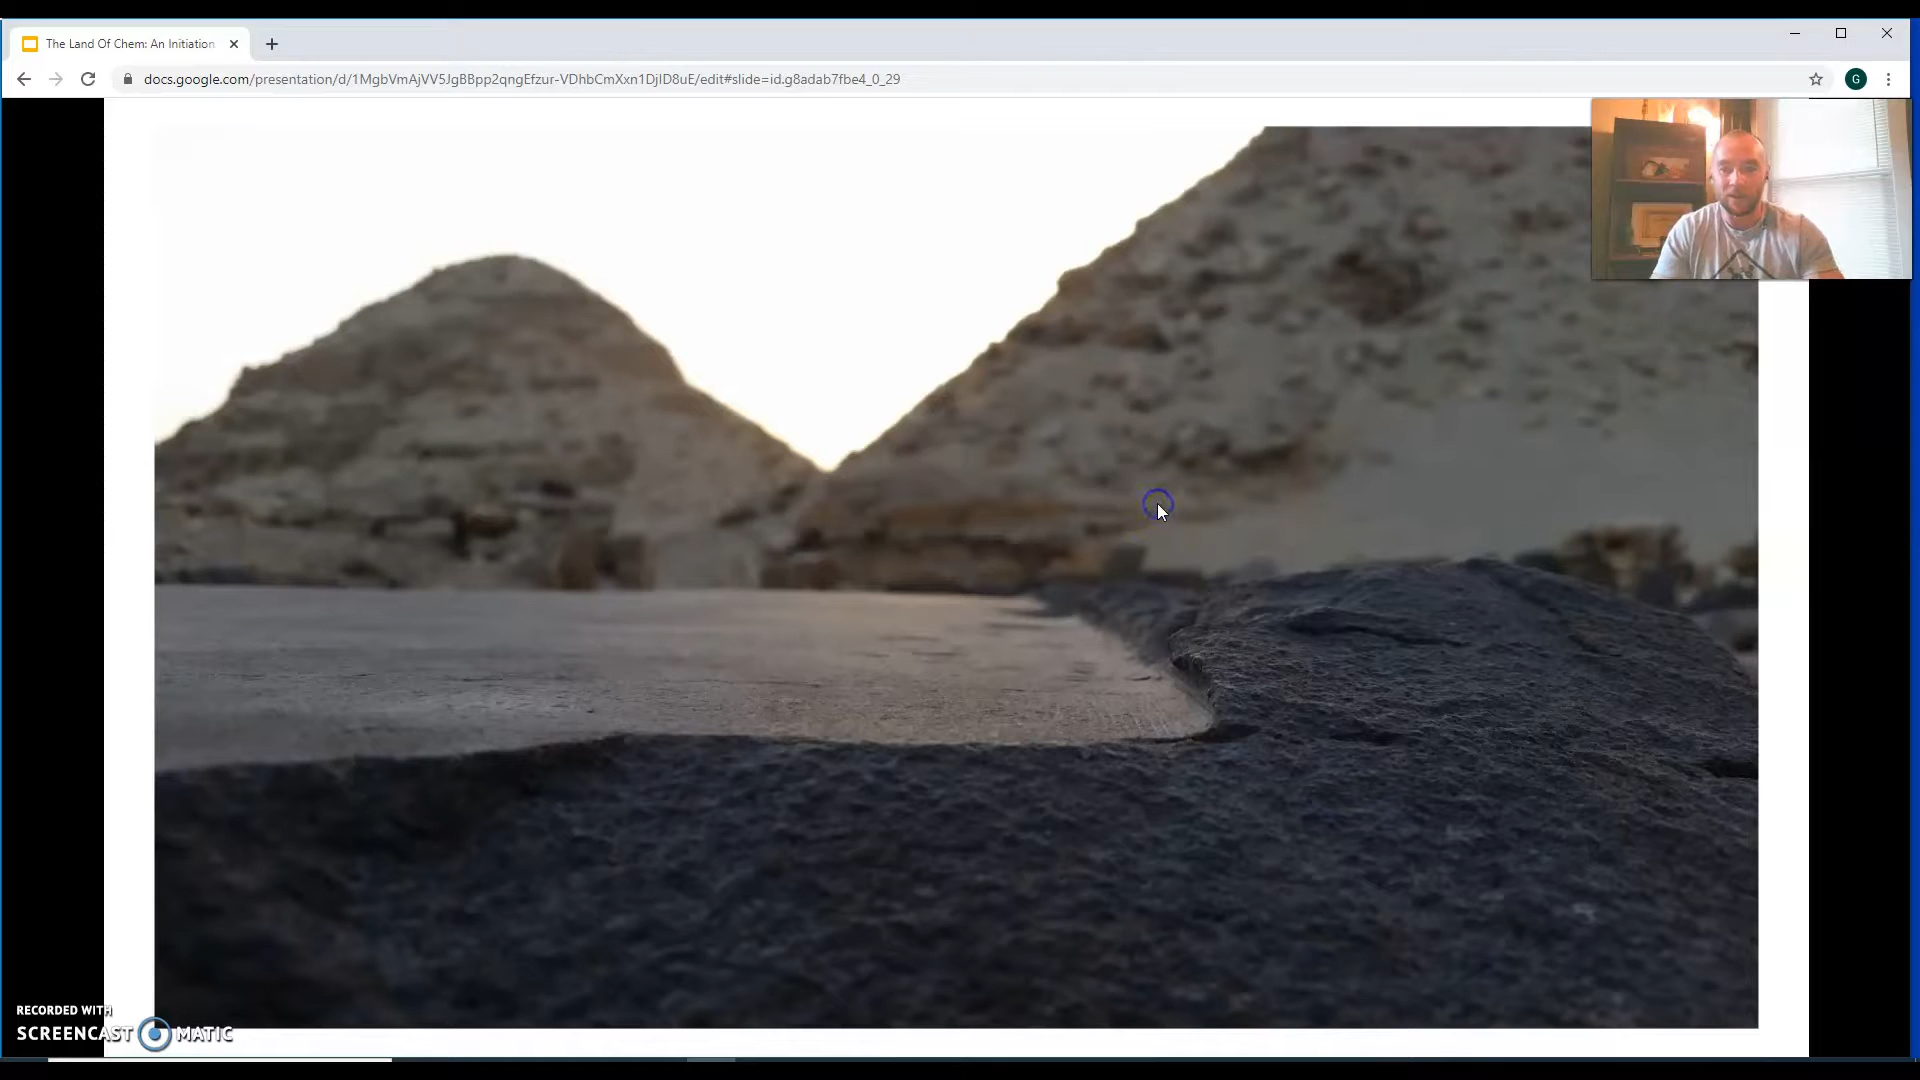 The Land Of Chem: An Initiation
docs.google.com/presentation/d/1MgbVmAjVV5JgBBpp2qngEfzur-VDhbCmXxn1DjlD8uE/edit#slide=id.g8adab7fbe4_0_29
G
RECORDED WITH
SCREENCAST MATIC